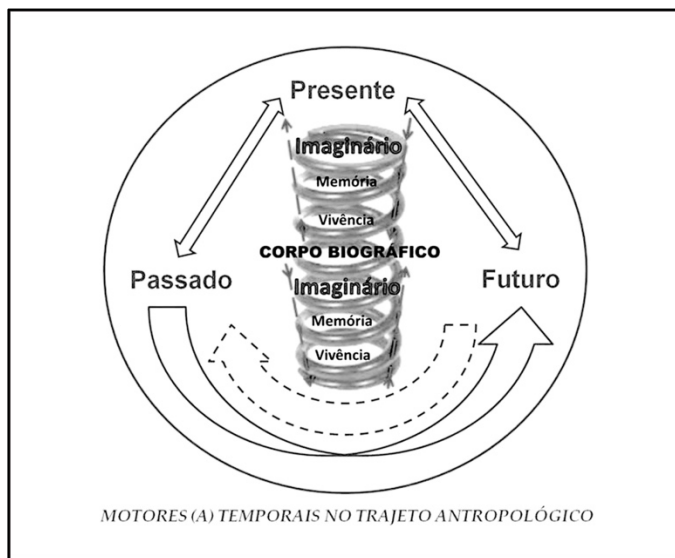 Presente
Imaginário
Memória
Vivência
CORPO BIOGRÁFICO
Passado
Futuro
Imaginário
Memória
Vivência
MOTORES (A) TEMPORAIS NO TRAJETO ANTROPOLÓGICO